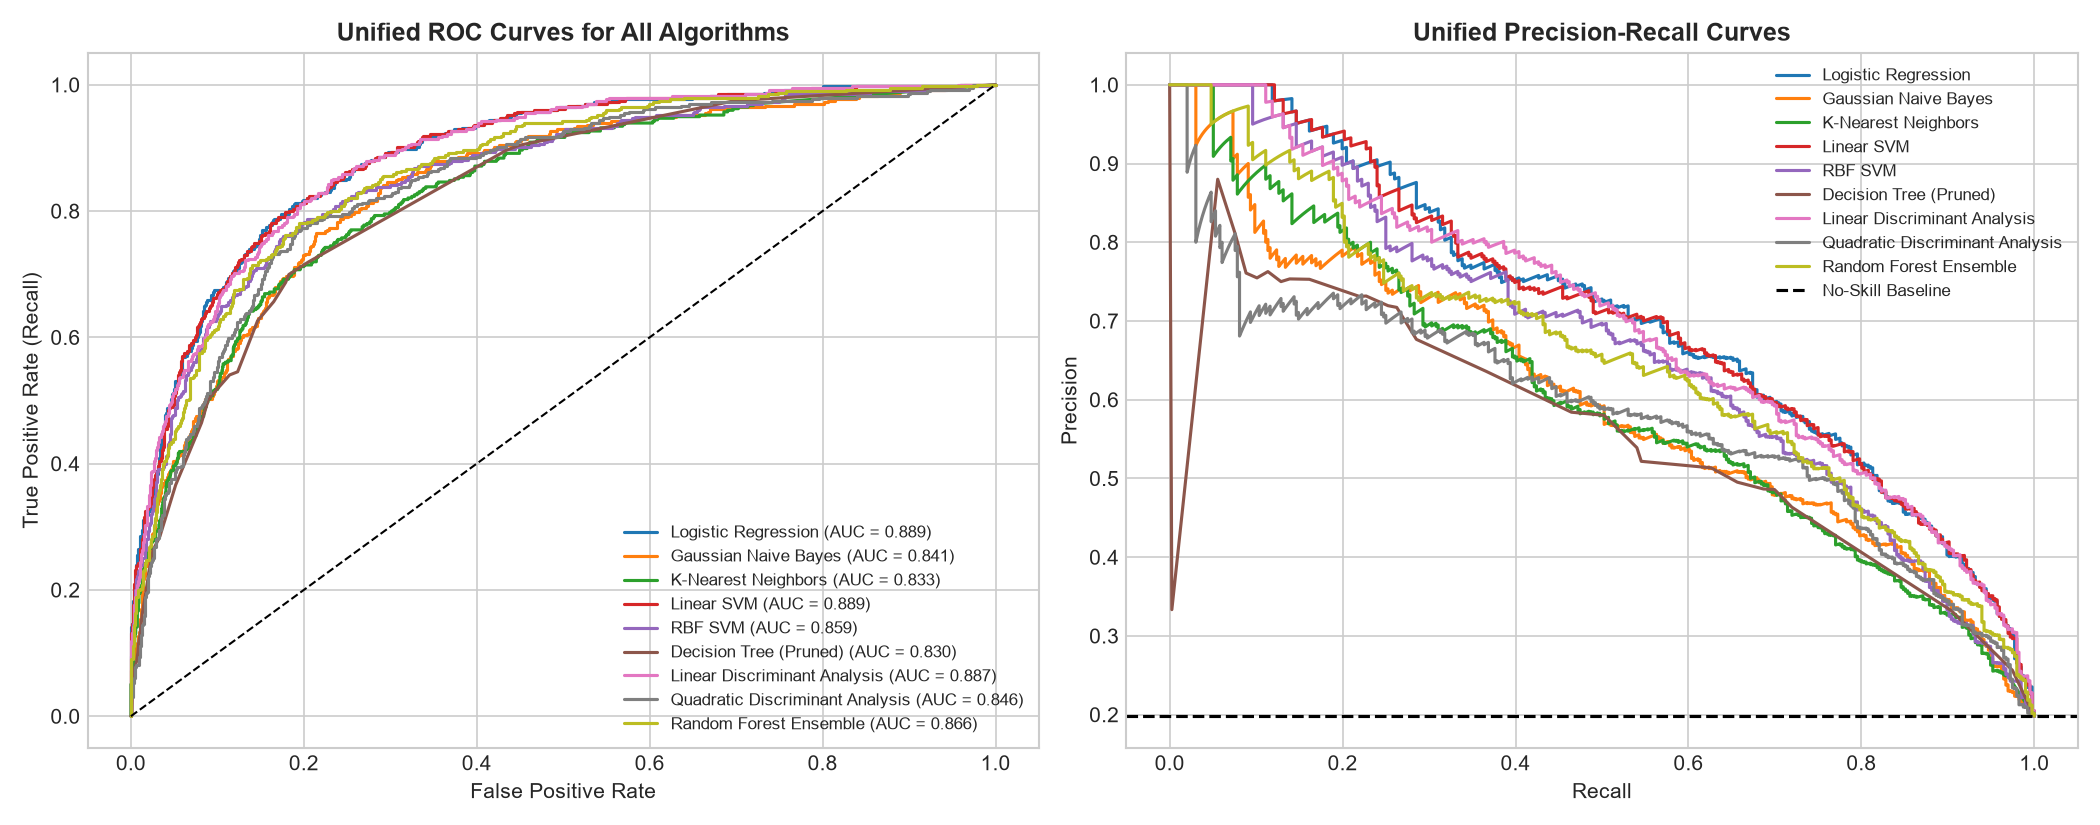 Unified ROC Curves for All Algorithms
1.0
0.8
0.6
0.4
0.2
0.0
True Positive Rate (Recall)
Logistic Regression (AUC = 0.889)
Gaussian Naive Bayes (AUC = 0.841)
K-Nearest Neighbors (AUC = 0.833)
Linear SVM (AUC = 0.889)
RBF SVM (AUC = 0.859)
Decision Tree (Pruned) (AUC = 0.830)
Linear Discriminant Analysis (AUC = 0.887)
Quadratic Discriminant Analysis (AUC = 0.846)
Random Forest Ensemble (AUC = 0.866)
0.0 0.2 0.4 0.6 0.8 1.0
False Positive Rate
Unified Precision-Recall Curves
1.0
0.9
0.8
0.7
0.6
0.5
0.4
0.3
0.2
Precision
Logistic Regression
Gaussian Naive Bayes
K-Nearest Neighbors
Linear SVM
RBF SVM
Decision Tree (Pruned)
Linear Discriminant Analysis
Quadratic Discriminant Analysis
Random Forest Ensemble
No-Skill Baseline
0.0 0.2 0.4 0.6 0.8 1.0
Recall